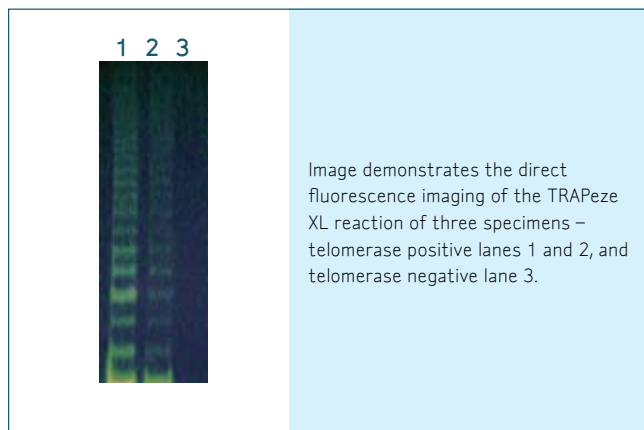 1 2 3
Image demonstrates the direct
fluorescence imaging of the TRAPeze
XL reaction of three specimens –
telomerase positive lanes 1 and 2, and
telomerase negative lane 3.